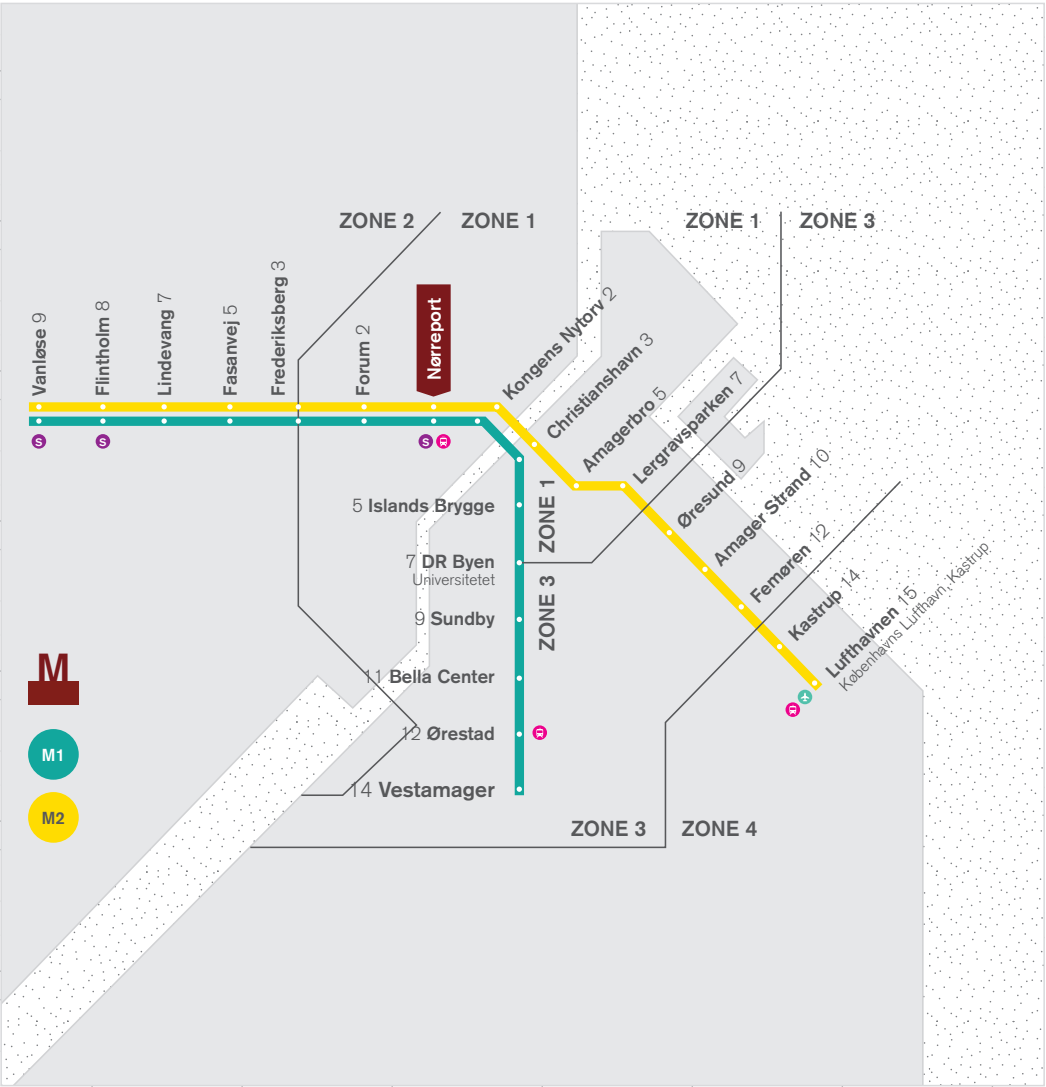 ZONE 2
ZONE 1
ZONE 1
ZONE 3
Vanløse 9
Flintholm 8
Lindevang 7
Fasanvej 5
Frederiksberg 3
Forum 2
Nørreport
Kongens Nytorv 2
Christianshavn 3
Amagerbro 5
Lergravsparken 7
Øresund 9
Amager Strand 10
Femøren 12
Kastrup 14
Lufthavnen 15
Københavns Lufthavn, Kastrup
S
S
S
5 Islands Brygge
7 DR Byen
Universitetet
9 Sundby
11 Bella Center
12 Ørestad
14 Vestamager
ZONE 1
ZONE 3
M
M1
M2
ZONE 3
ZONE 4